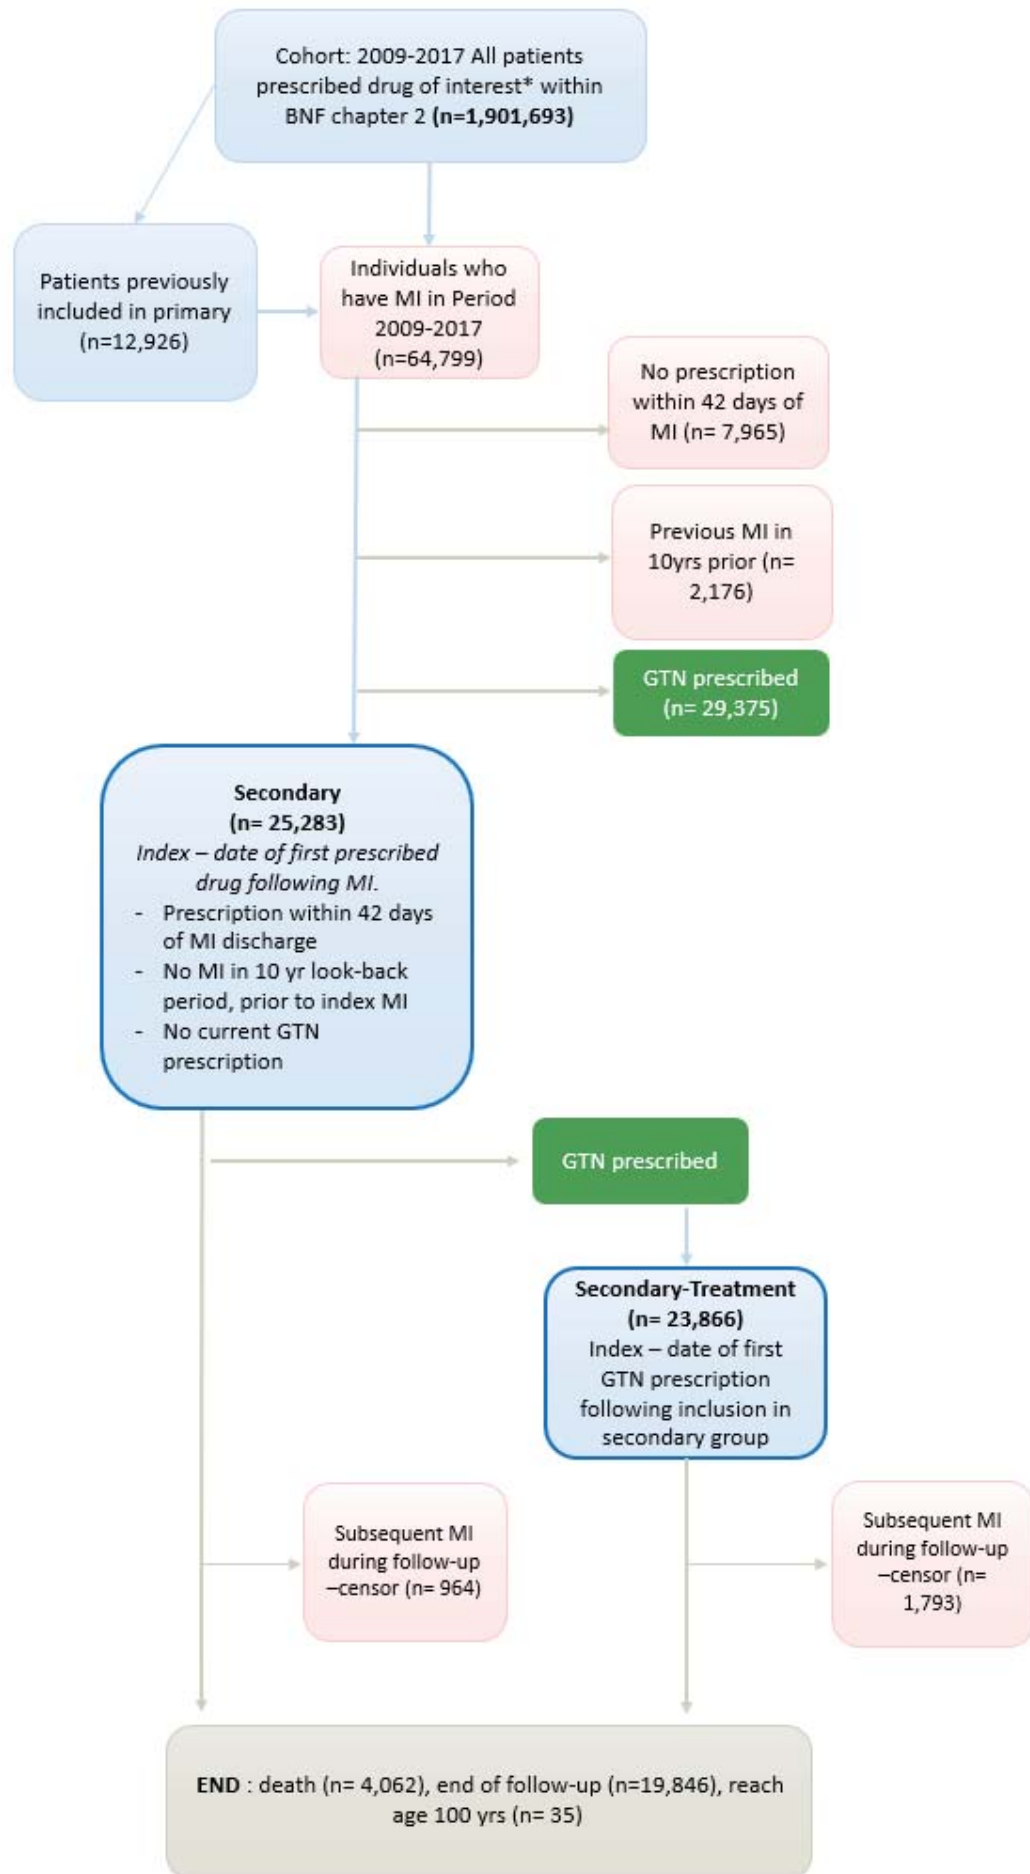 Cohort: 2009-2017 All patients
prescribed drug of interest* within
BNF chapter 2 (n=1,901,693)
Patients previously
included in primary
(n=12,926)
Individuals who
have MI in Period
2009-2017
(n=64,799)
No prescription
within 42 days of
MI (n= 7,965)
Previous MI in
10yrs prior (n=
2,176)
GTN prescribed
(n= 29,375)
Secondary
(n= 25,283)
Index – date of first prescribed
drug following MI.
- Prescription within 42 days
of MI discharge
- No MI in 10 yr look-back
period, prior to index MI
- No current GTN
prescription
GTN prescribed
Secondary-Treatment
(n= 23,866)
Index – date of first
GTN prescription
following inclusion in
secondary group
Subsequent MI
during follow-up
–censor (n= 964)
Subsequent MI
during follow-up
–censor (n=
1,793)
END : death (n= 4,062), end of follow-up (n=19,846), reach
age 100 yrs (n= 35)